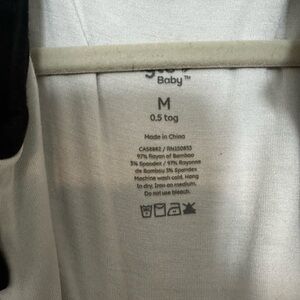 Baby™
M
0.5 tog
Made in China
CA58882 / RN150853
97% Rayon of Bamboo
3% Spandex / 97% Rayonne
de Bambou 3% Spandex
Machine wash cold. Hang
to dry. Iron on medium.
Do not use bleach.